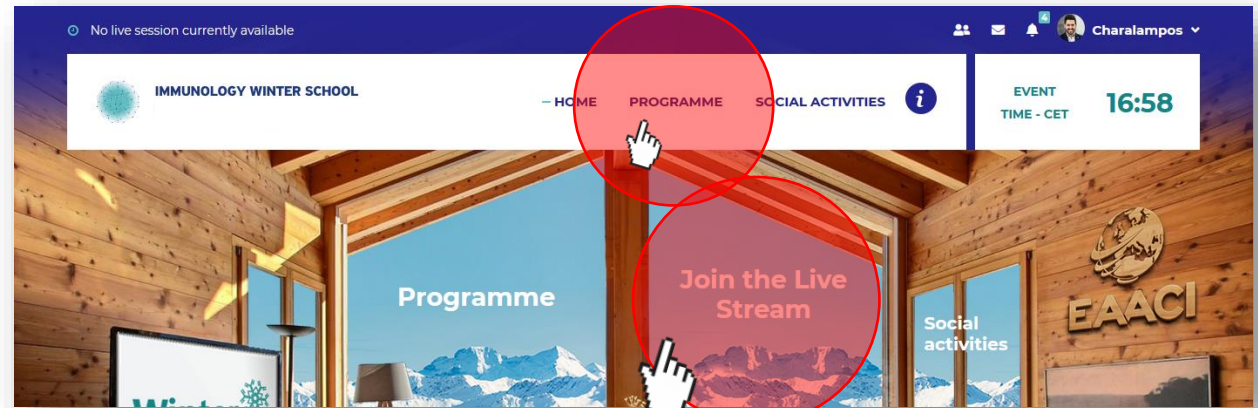 No live session currently available
4
Charalampos
IMMUNOLOGY WINTER SCHOOL
– HOME PROGRAMME SOCIAL ACTIVITIES i
EVENT
TIME - CET
16:58
Programme
Join the Live
Stream
Social
activities
EAACI
Winter